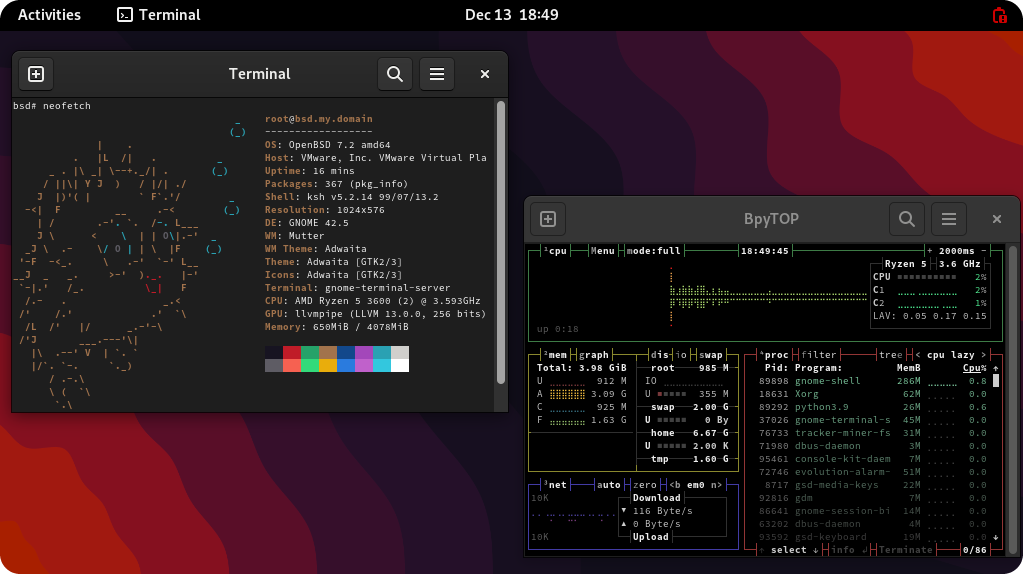 Activities Terminal Dec 13 18:49
Terminal
bsd# neofetch
root@bsd.my.domain
------------------
OS: OpenBSD 7.2 amd64
Host: VMware, Inc. VMware Virtual Pla
Uptime: 16 mins
Packages: 367 (pkg_info)
Shell: ksh v5.2.14 99/07/13.2
Resolution: 1024x576
DE: GNOME 42.5
WM: Mutter
WM Theme: Adwaita
Theme: Adwaita [GTK2/3]
Icons: Adwaita [GTK2/3]
Terminal: gnome-terminal-server
CPU: AMD Ryzen 5 3600 (2) @ 3.593GHz
GPU: llvmpipe (LLVM 13.0.0, 256 bits)
Memory: 650MiB / 4078MiB
BpyTOP
¹cpu Menu mode:full 18:49:45 + 2000ms -
Ryzen 5 3.6 GHz
CPU 2%
C1 2%
C2 1%
LAV: 0.05 0.17 0.15
up 0:18
²mem graph disks io swap
Total: 3.98 GiB
U 912 M
A 3.09 G
C 925 M
F 1.63 G
root 985 M
IO
U 355 M
swap 2.00 G
U 0 By
home 6.67 G
U 2.00 K
tmp 1.60 G
³net auto zero <b em0 n>
10K
10K
Download
▼ 116 Byte/s
▲ 0 Byte/s
Upload
⁴proc filter tree < cpu lazy >
Pid: Program: MemB Cpu% ↑
89898 gnome-shell 286M 0.8
18631 Xorg 62M 0.0
89292 python3.9 26M 0.6
37026 gnome-terminal-s 45M 0.0
76733 tracker-miner-fs 31M 0.0
71980 dbus-daemon 3M 0.0
95461 console-kit-daem 7M 0.0
72746 evolution-alarm- 51M 0.0
8717 gsd-media-keys 22M 0.0
92816 gdm 7M 0.0
86641 gnome-session-bi 14M 0.0
63202 dbus-daemon 4M 0.0
93592 gsd-keyboard 19M 0.0 ↓
↑ select ↓ info ↲ Terminate 0/86